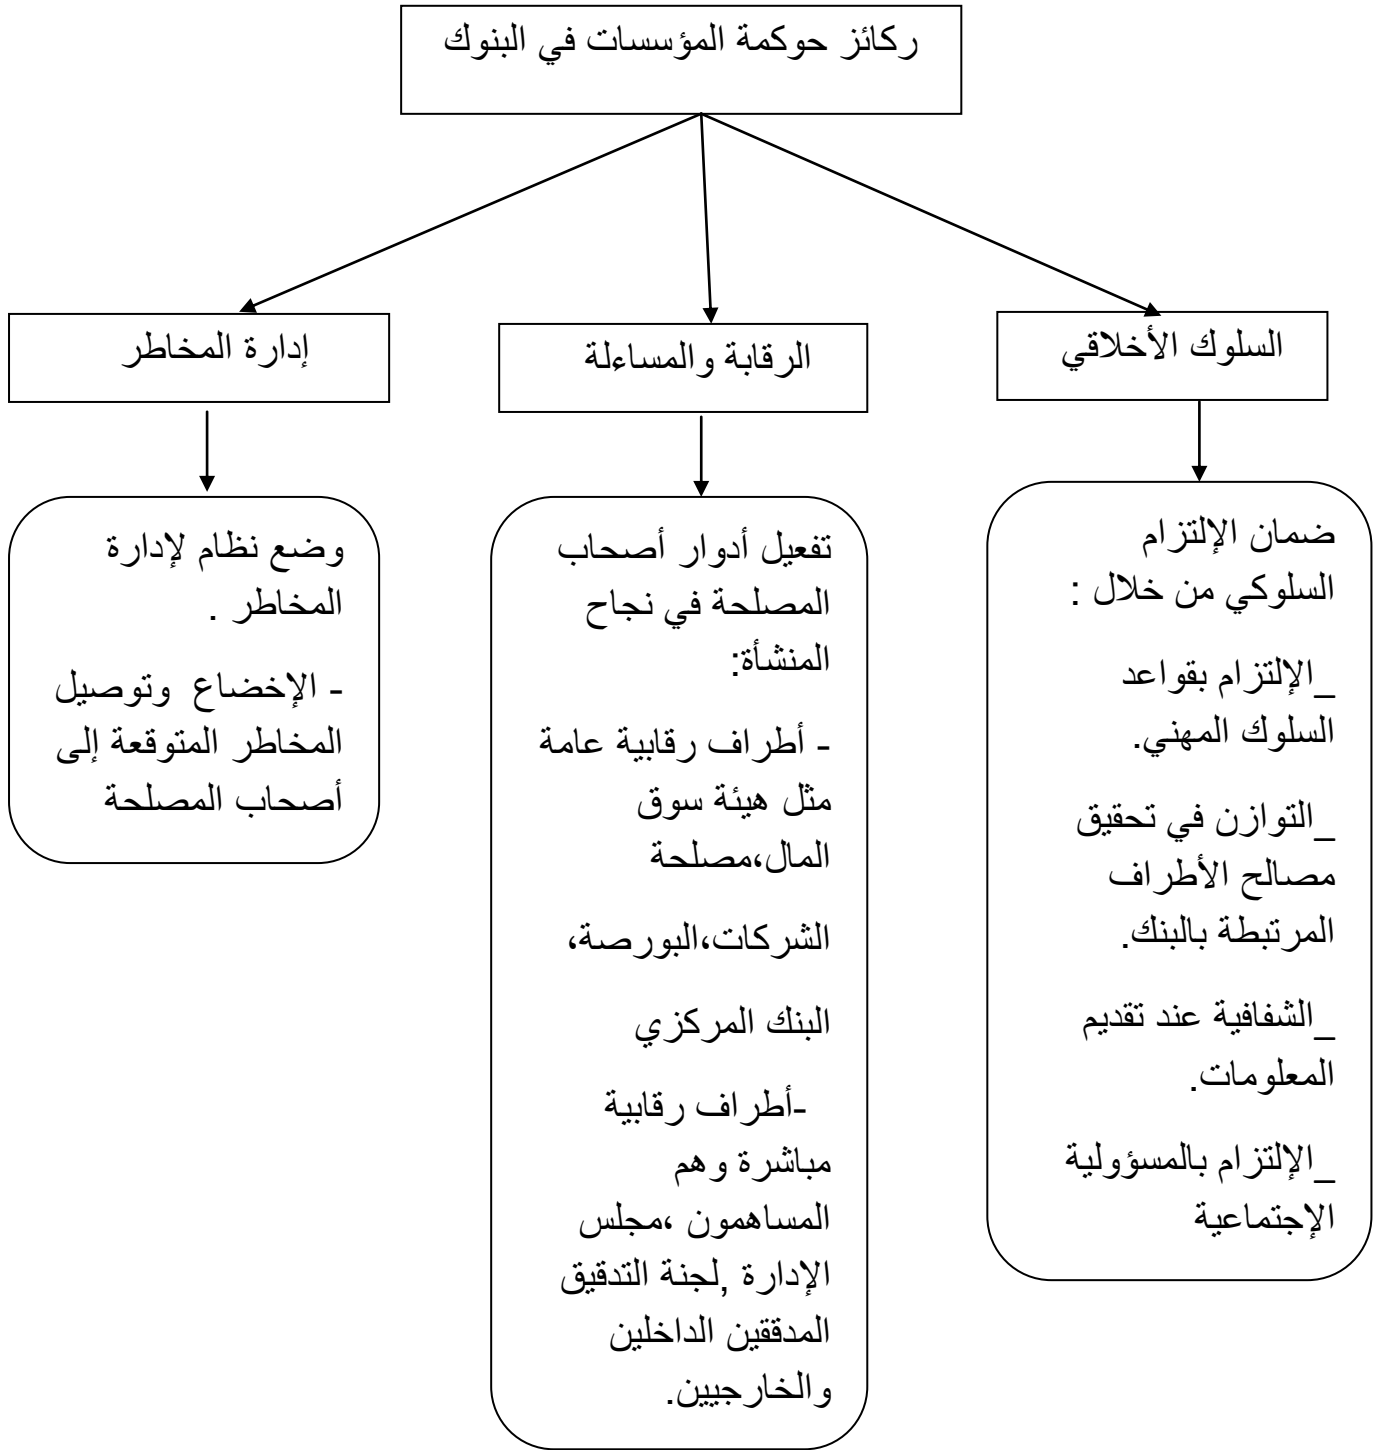 ركائز حوكمة المؤسسات في البنوك
السلوك الأخلاقي
الرقابة والمساءلة
إدارة المخاطر
ضمان الإلتزام
السلوكي من خلال :
_الإلتزام بقواعد
السلوك المهني.
_التوازن في تحقيق
مصالح الأطراف
المرتبطة بالبنك.
_الشفافية عند تقديم
المعلومات.
_الإلتزام بالمسؤولية
الإجتماعية
تفعيل أدوار أصحاب
المصلحة في نجاح
المنشأة:
- أطراف رقابية عامة
مثل هيئة سوق
المال،مصلحة
الشركات،البورصة،
البنك المركزي
-أطراف رقابية
مباشرة وهم
المساهمون ،مجلس
الإدارة ,لجنة التدقيق
المدققين الداخلين
والخارجيين.
وضع نظام لإدارة
المخاطر .
- الإخضاع وتوصيل
المخاطر المتوقعة إلى
أصحاب المصلحة